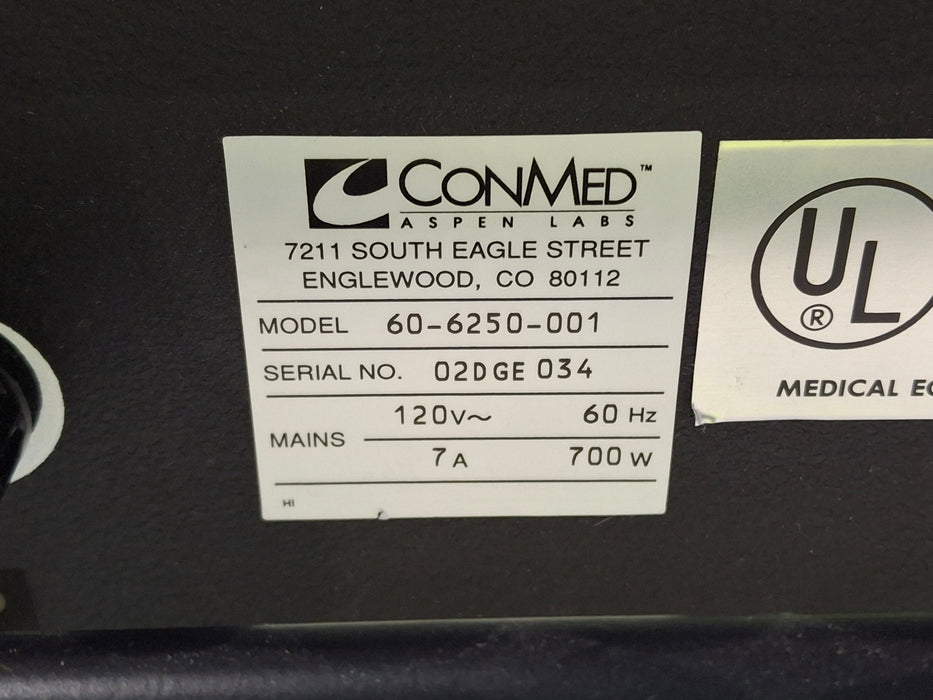 CONMED™
ASPEN LABS
7211 SOUTH EAGLE STREET
ENGLEWOOD, CO 80112
MODEL 60-6250-001
SERIAL NO. 02DGE 034
MAINS
120V~ 60 Hz
7A 700 W
HI
UL
®
MEDICAL